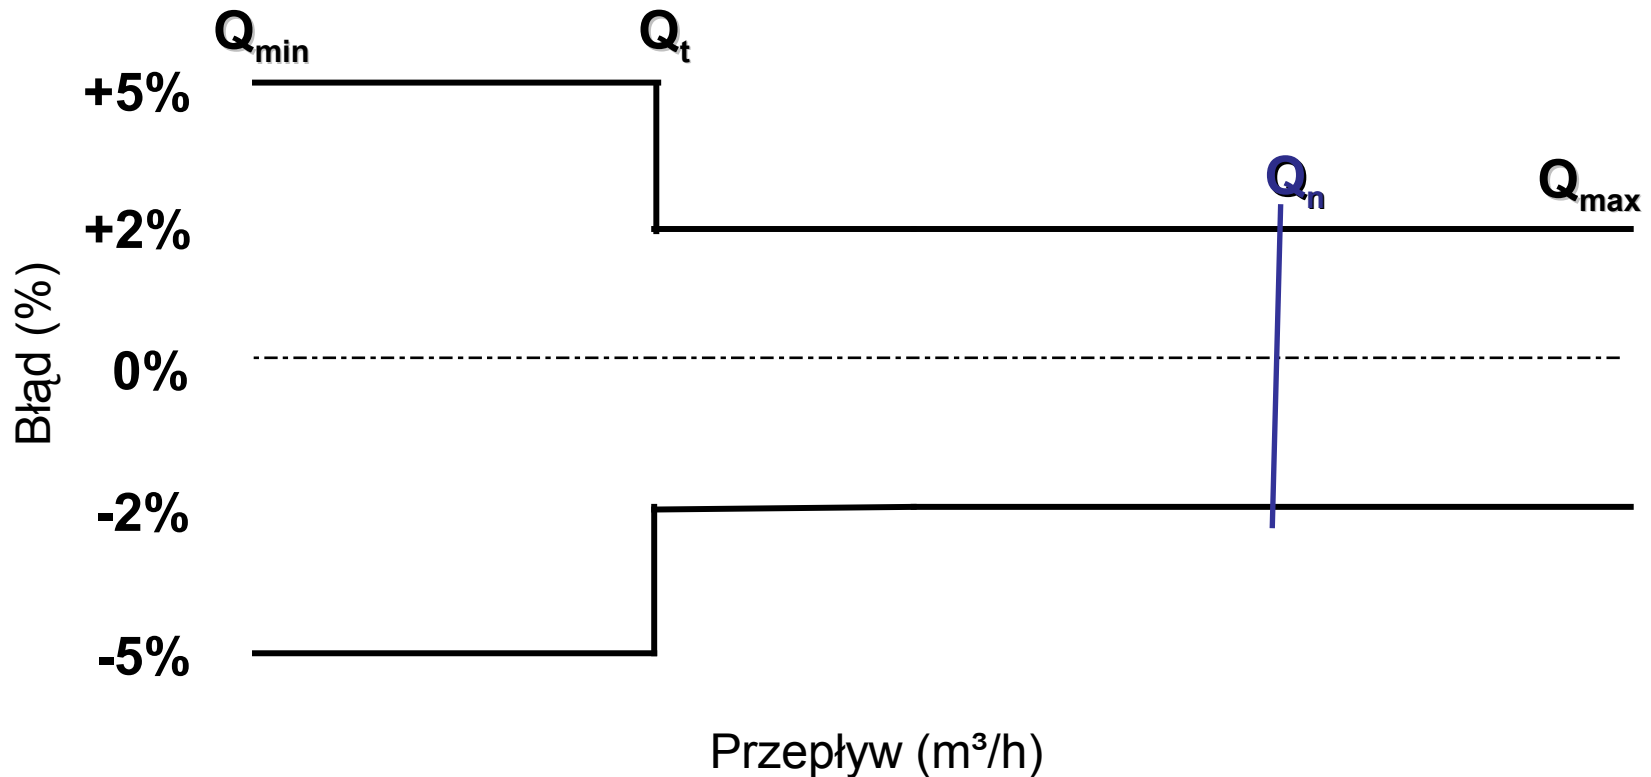 Qmin
Qt
+5%
Qn
Qmax
+2%
Błąd (%)
0%
-2%
-5%
Przepływ (m³/h)